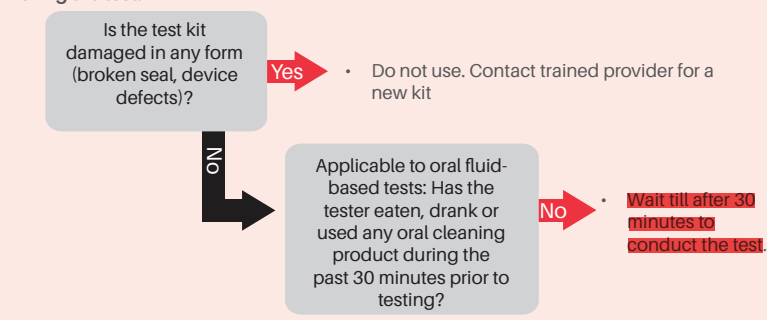 Is the test kit
damaged in any form
(broken seal, device
defects)?
Yes
• Do not use. Contact trained provider for a
new kit
No
Applicable to oral fluid-
based tests: Has the
tester eaten, drank or
used any oral cleaning
product during the
past 30 minutes prior to
testing?
No
• Wait till after 30
minutes to
conduct the test.